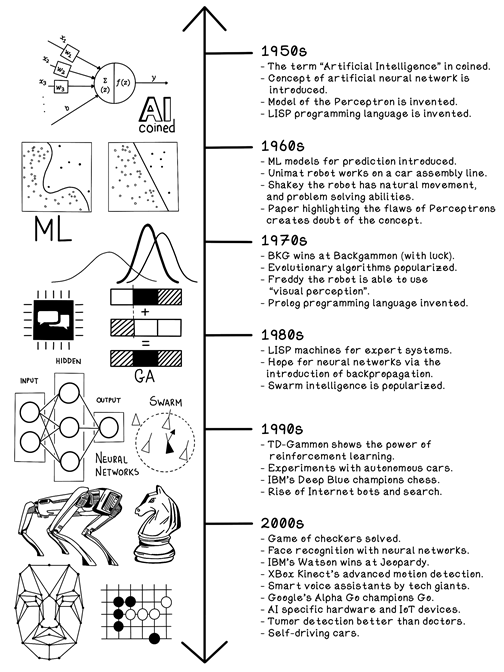 1950s
- The term "Artificial Intelligence" in coined.
- Concept of artificial neural network is
introduced.
- Model of the Perceptron is invented.
- LISP programming language is invented.
x₁
w₁
x₂
w₂
x₃
w₃
Σ
(z)
f(z)
y
b
AI
coined
1960s
- ML models for prediction introduced.
- Unimat robot works on a car assembly line.
- Shakey the robot has natural movement,
and problem solving abilities.
- Paper highlighting the flaws of Perceptrons
creates doubt of the concept.
ML
1970s
- BKG wins at Backgammon (with luck).
- Evolutionary algorithms popularized.
- Freddy the robot is able to use
"visual perception".
- Prolog programming language invented.
+
=
GA
1980s
- LISP machines for expert systems.
- Hope for neural networks via the
introduction of backpropagation.
- Swarm intelligence is popularized.
HIDDEN
INPUT
OUTPUT
NEURAL
NETWORKS
SWARM
1990s
- TD-Gammon shows the power of
reinforcement learning.
- Experiments with autonomous cars.
- IBM's Deep Blue champions chess.
- Rise of Internet bots and search.
2000s
- Game of checkers solved.
- Face recognition with neural networks.
- IBM's Watson wins at Jeopardy.
- XBox Kinect's advanced motion detection.
- Smart voice assistants by tech giants.
- Google's Alpha Go champions Go.
- AI specific hardware and IoT devices.
- Tumor detection better than doctors.
- Self-driving cars.